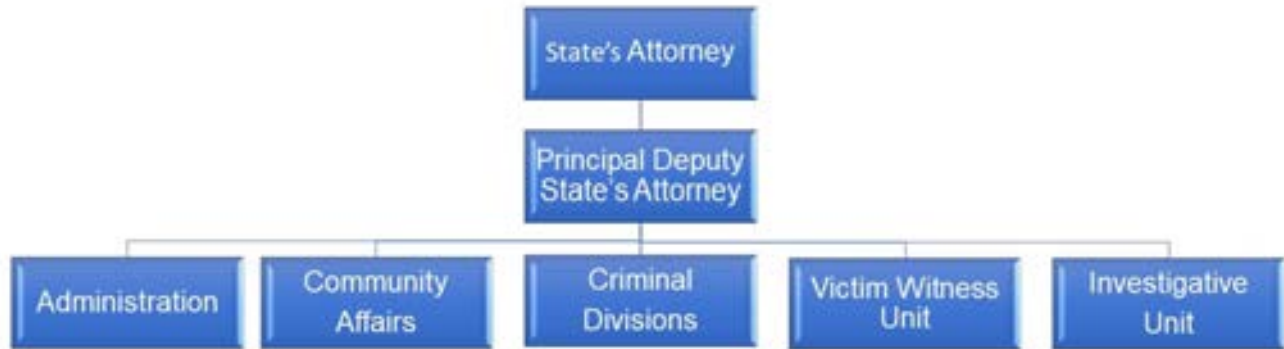 State's Attorney
Principal Deputy
State's Attorney
Administration
Community
Affairs
Criminal
Divisions
Victim Witness
Unit
Investigative
Unit